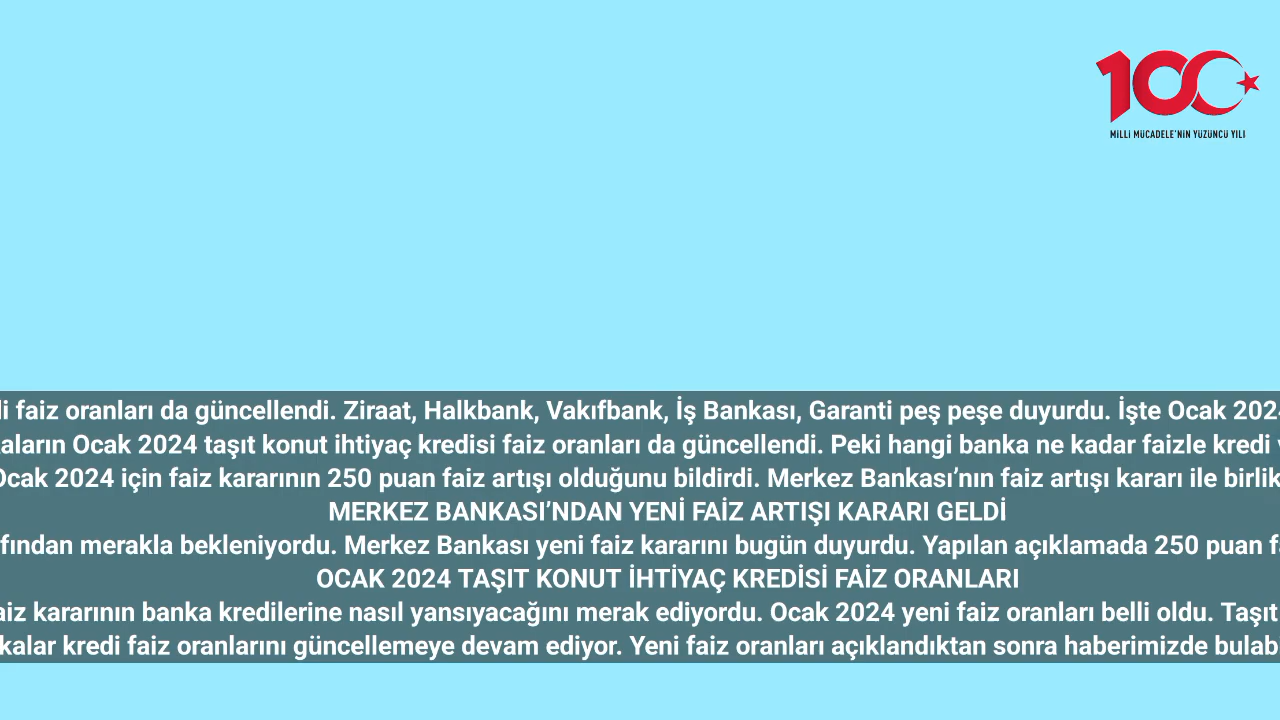 100
MİLLİ MÜCADELE'NİN YÜZÜNCÜ YILI
faiz oranları da güncellendi. Ziraat, Halkbank, Vakıfbank, İş Bankası, Garanti peş peşe duyurdu. İşte Ocak 202
Ocak 2024 taşıt konut ihtiyaç kredisi faiz oranları da güncellendi. Peki hangi banka ne kadar faizle kredi
Ocak 2024 için faiz kararının 250 puan faiz artışı olduğunu bildirdi. Merkez Bankası’nın faiz artışı kararı ile birlik
MERKEZ BANKASI’NDAN YENİ FAİZ ARTIŞI KARARI GELDİ
fından merakla bekleniyordu. Merkez Bankası yeni faiz kararını bugün duyurdu. Yapılan açıklamada 250 puan
OCAK 2024 TAŞIT KONUT İHTİYAÇ KREDİSİ FAİZ ORANLARI
aiz kararının banka kredilerine nasıl yansıyacağını merak ediyordu. Ocak 2024 yeni faiz oranları belli oldu. Taşıt
kalar kredi faiz oranlarını güncellemeye devam ediyor. Yeni faiz oranları açıklandıktan sonra haberimizde bulab